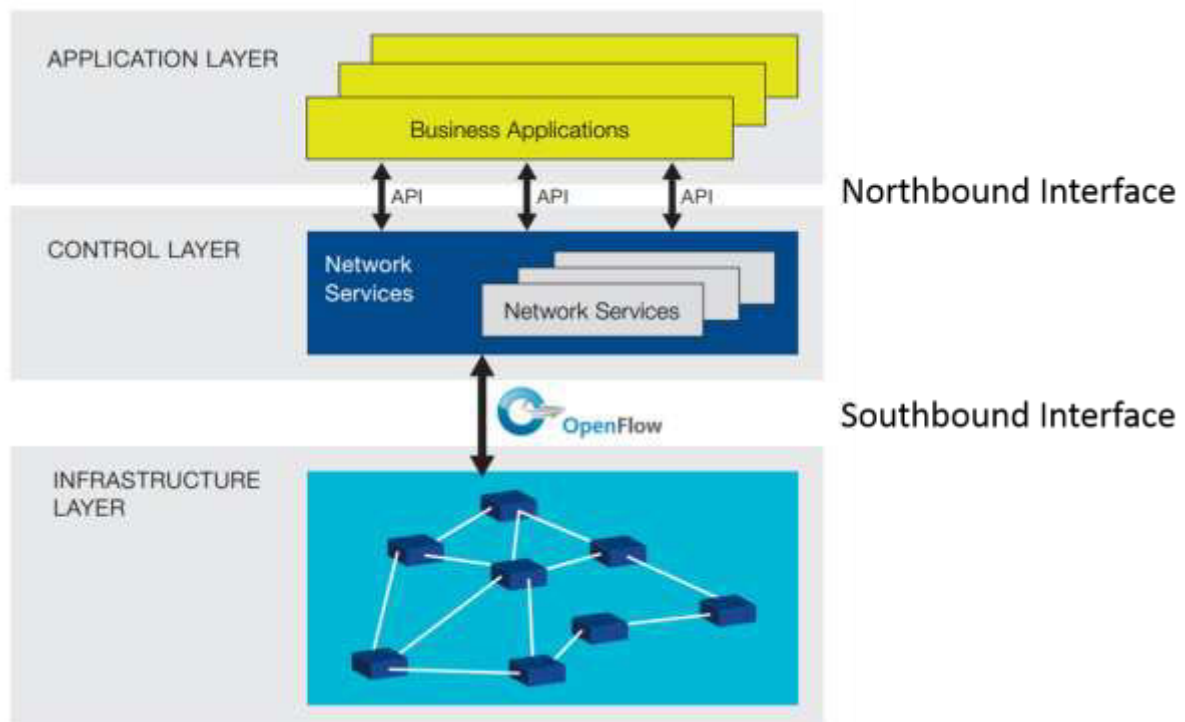 APPLICATION LAYER
Business Applications
API
API
API
Northbound Interface
CONTROL LAYER
Network
Services
Network Services
OpenFlow
Southbound Interface
INFRASTRUCTURE
LAYER